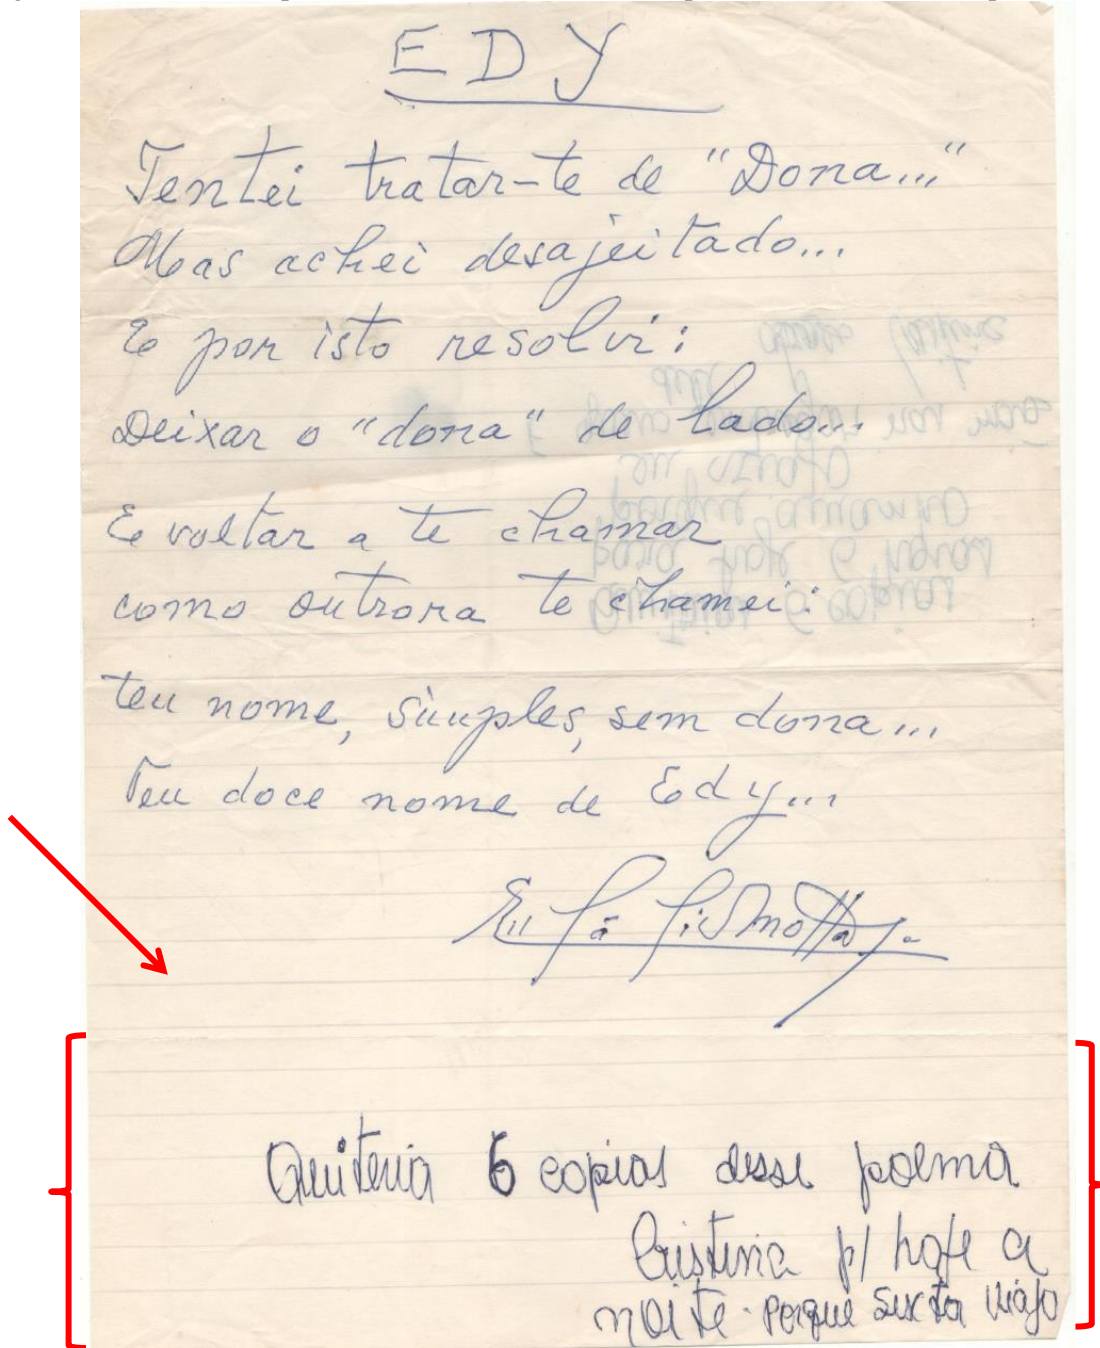 EDY
Tentei tratar-te de "Dona..."
Mas achei desajeitado...
E por isto resolvi:
Deixar o "dona" de lado...
E voltar a te chamar
como outrora te chamei:
teu nome, simples, sem dona...
Teu doce nome de Edy...
Quiteria 6 copias desse poema
Cristina p/ hoje a
noite. Porque sexta viajo